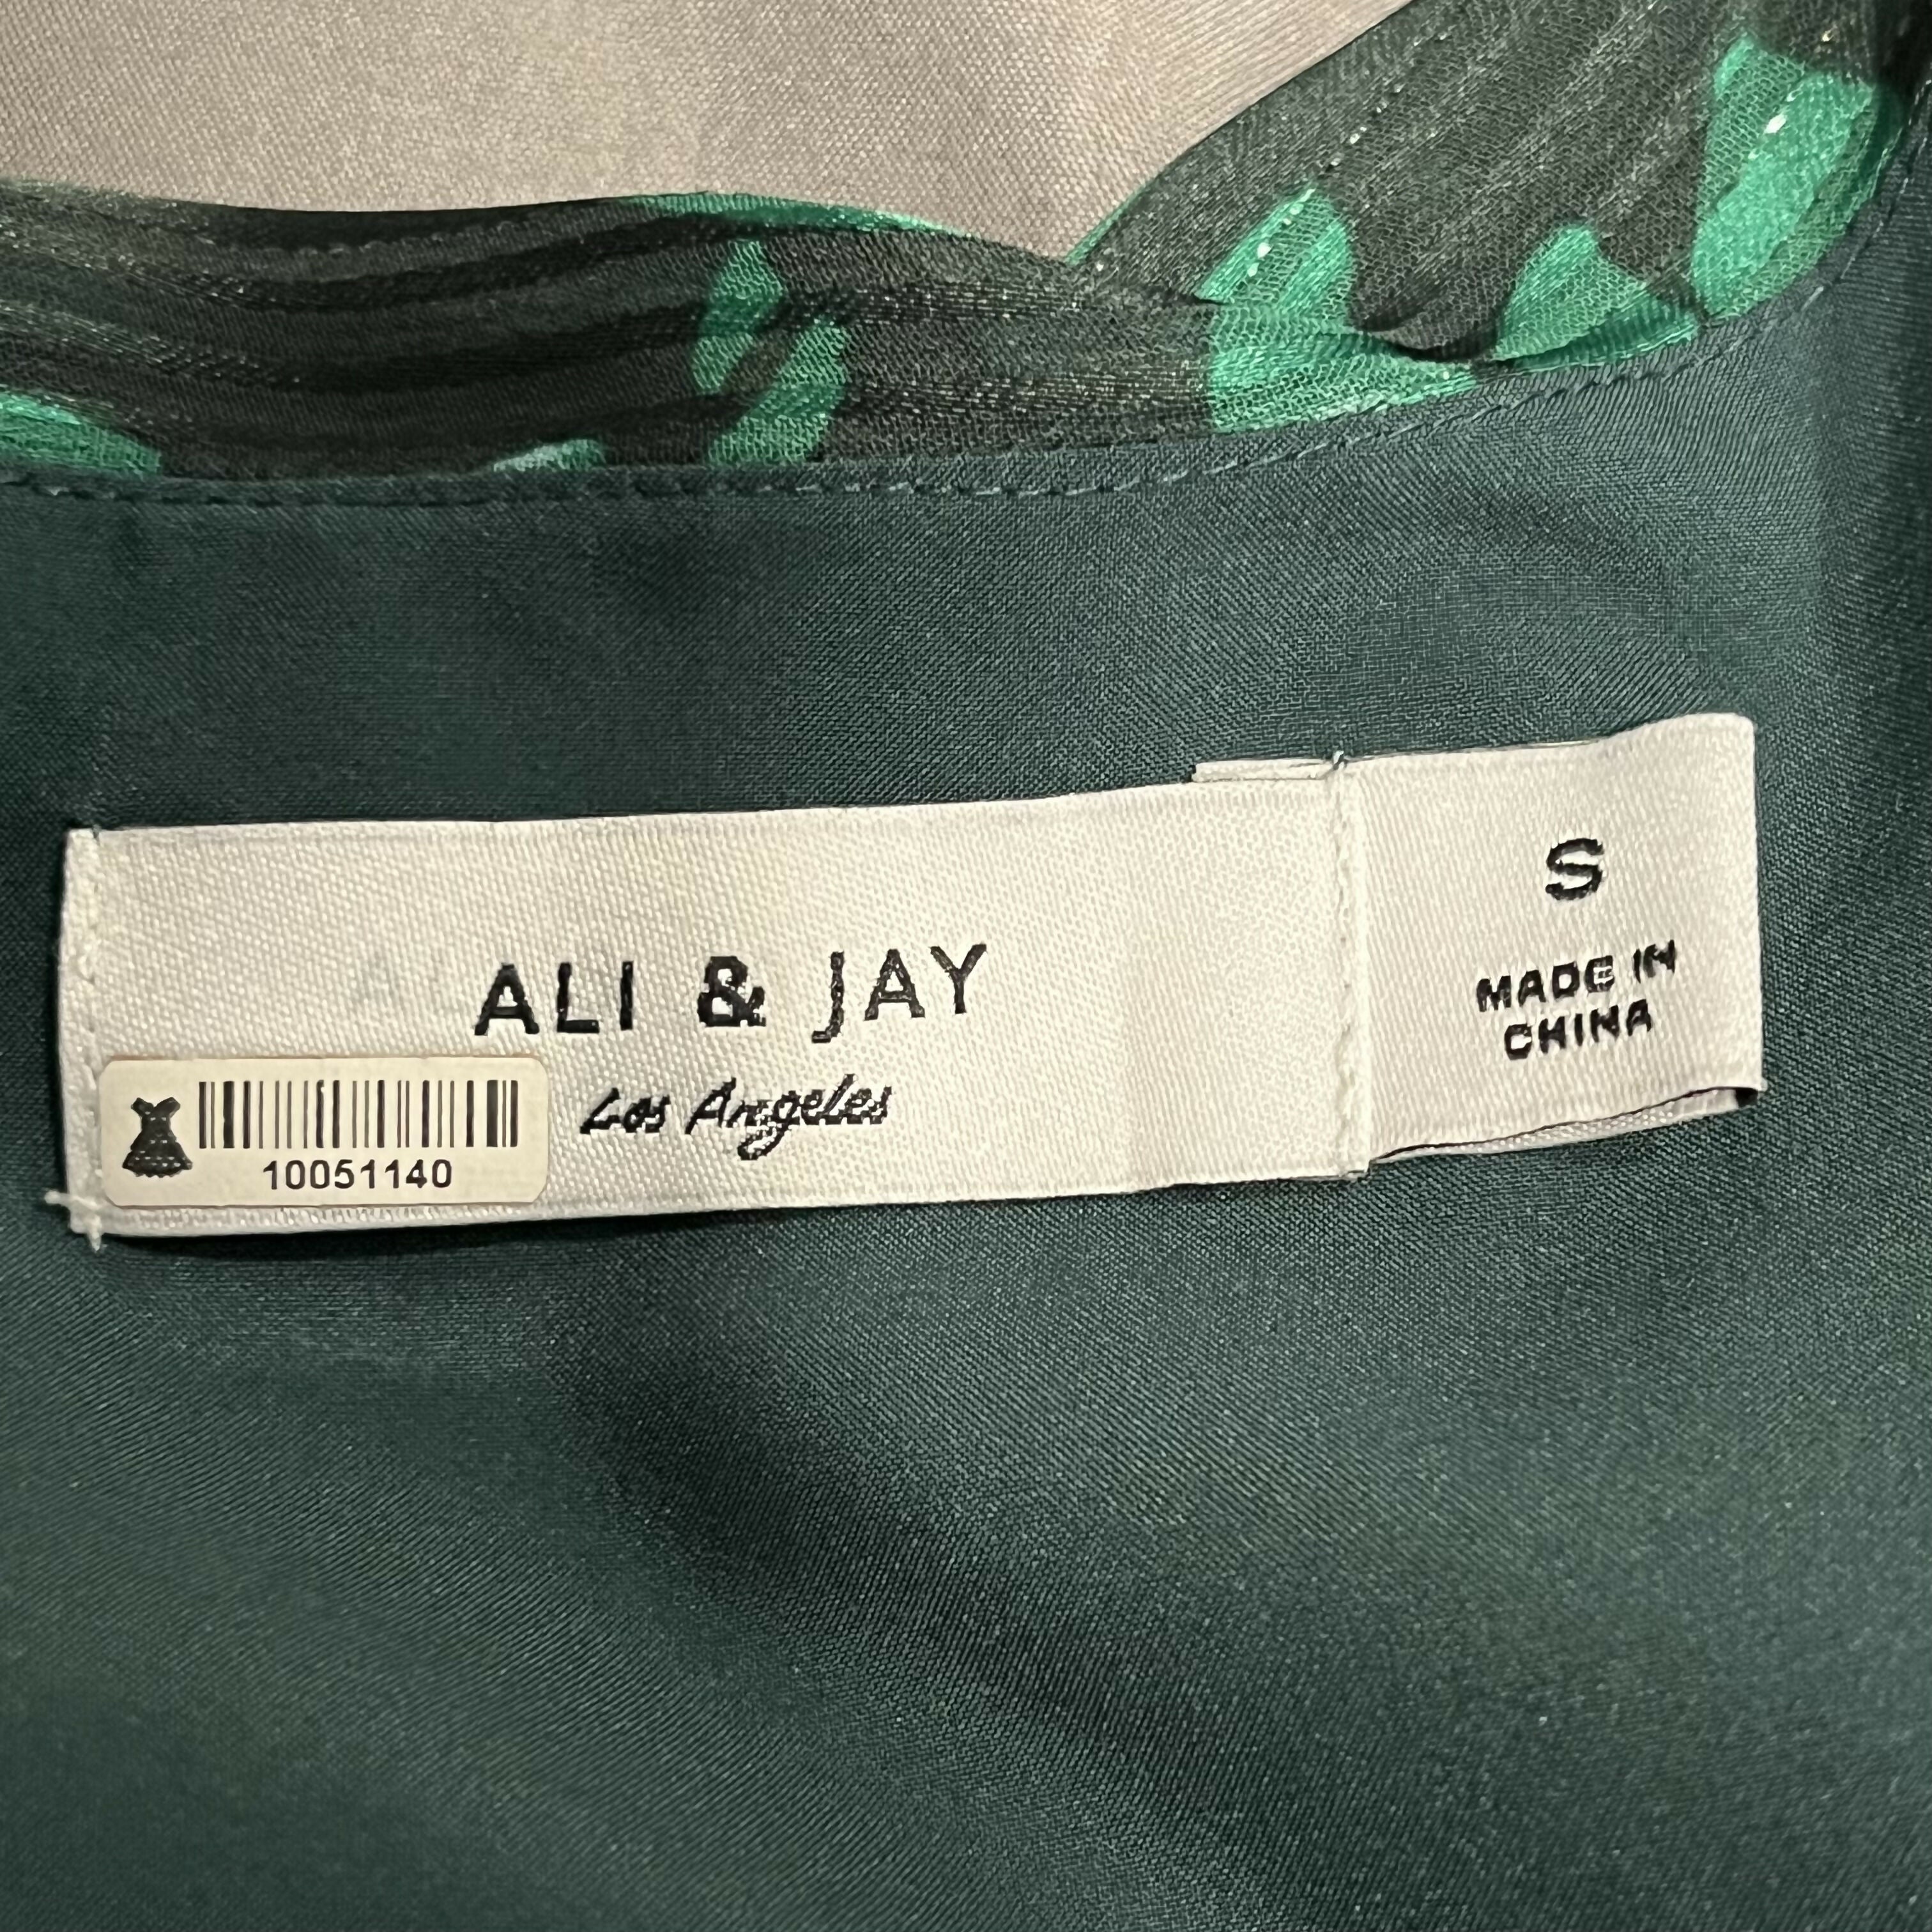 ALI & JAY
Los Angeles
10051140
S
MADE IN
CHINA